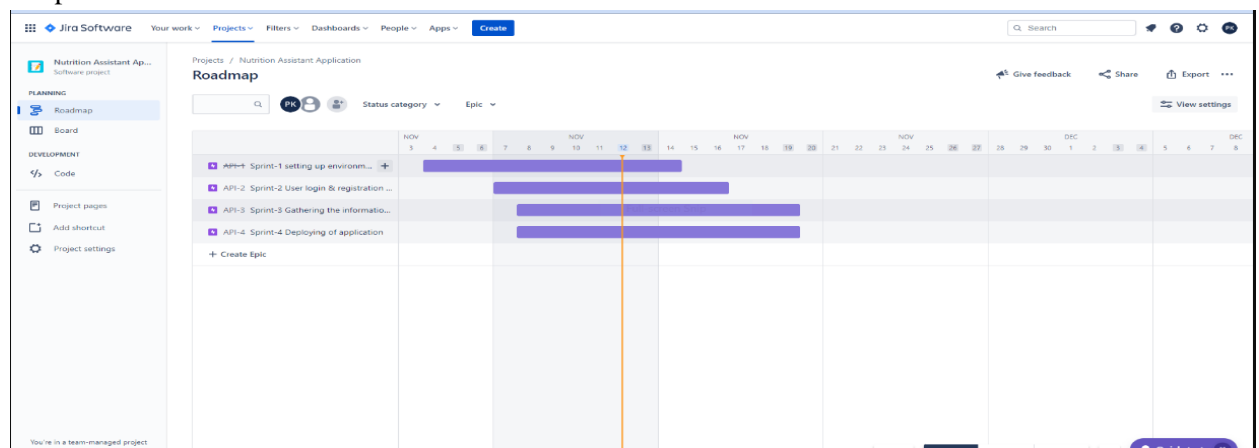 Jira Software Your work Projects Filters Dashboards People Apps Create Search PK
Nutrition Assistant Ap...
Software project
PLANNING
Roadmap
Board
DEVELOPMENT
Code
Project pages
Add shortcut
Project settings
You're in a team-managed project
Projects / Nutrition Assistant Application
Roadmap
Give feedback Share Export
PK Status category Epic View settings
NOV NOV NOV NOV DEC DEC
3 4 5 6 7 8 9 10 11 12 13 14 15 16 17 18 19 20 21 22 23 24 25 26 27 28 29 30 1 2 3 4 5 6 7 8
API-1 Sprint-1 setting up environm...
API-2 Sprint-2 User login & registration ...
API-3 Sprint-3 Gathering the informatio...
API-4 Sprint-4 Deploying of application
+ Create Epic